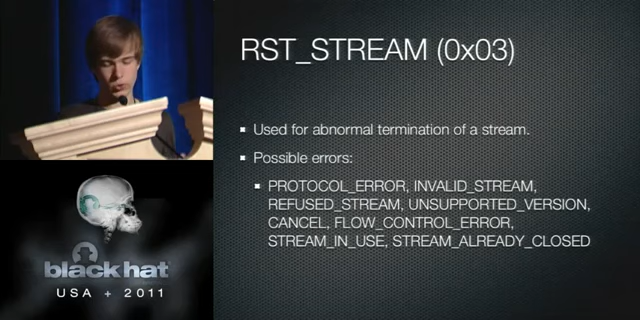 RST_STREAM (0x03)
Used for abnormal termination of a stream.
Possible errors:
PROTOCOL_ERROR, INVALID_STREAM,
REFUSED_STREAM, UNSUPPORTED_VERSION,
CANCEL, FLOW_CONTROL_ERROR,
STREAM_IN_USE, STREAM_ALREADY_CLOSED
black hat
USA + 2011